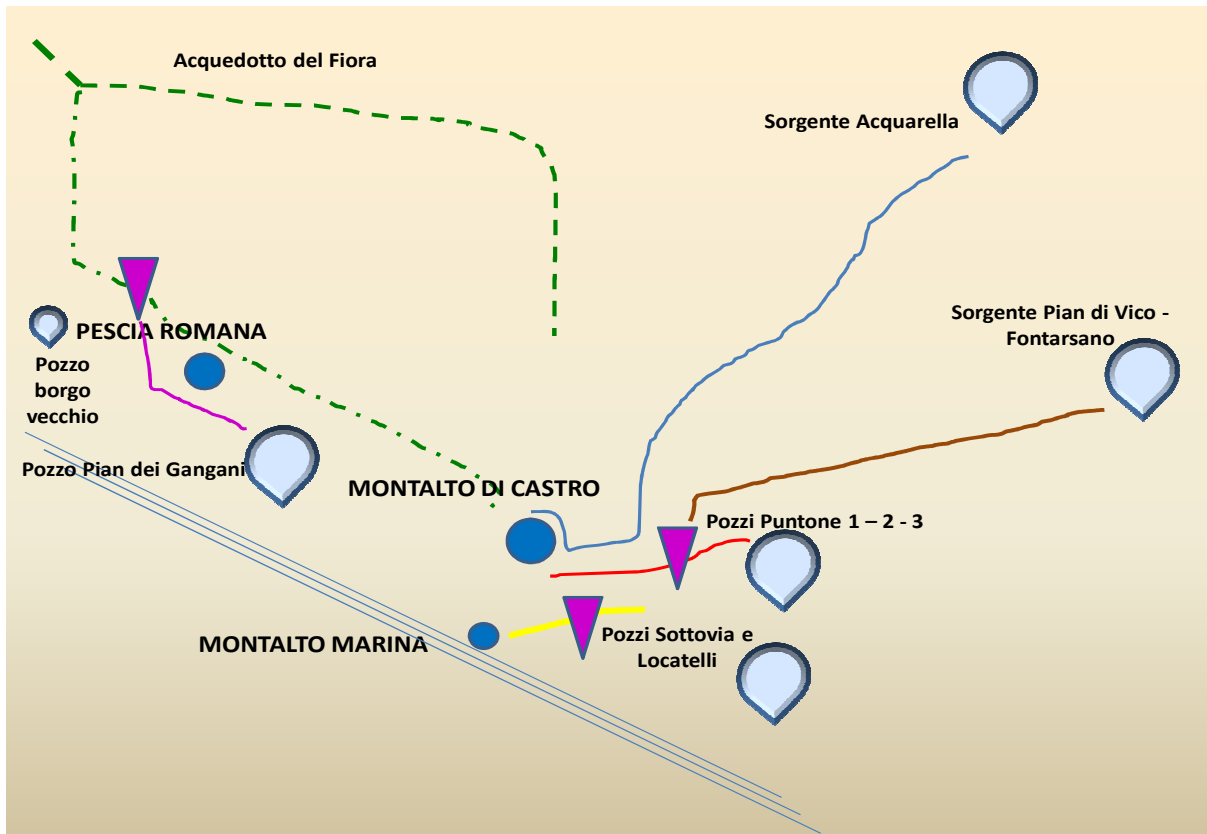 Acquedotto del Fiora
Sorgente Acquarella
Sorgente Pian di Vico -
Fontarsano
PESCIA ROMANA
Pozzo
borgo
vecchio
Pozzo Pian dei Gangani
MONTALTO DI CASTRO
Pozzi Puntone 1 – 2 - 3
MONTALTO MARINA
Pozzi Sottovia e
Locatelli